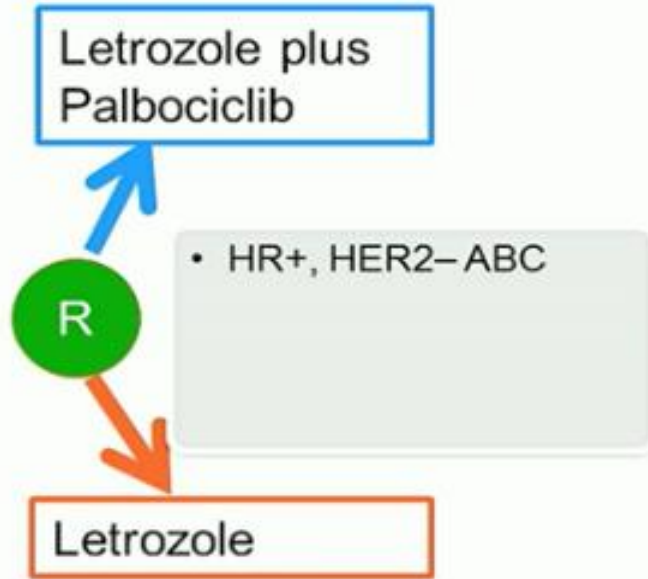 Letrozole plus
Palbociclib
• HR+, HER2– ABC
R
Letrozole